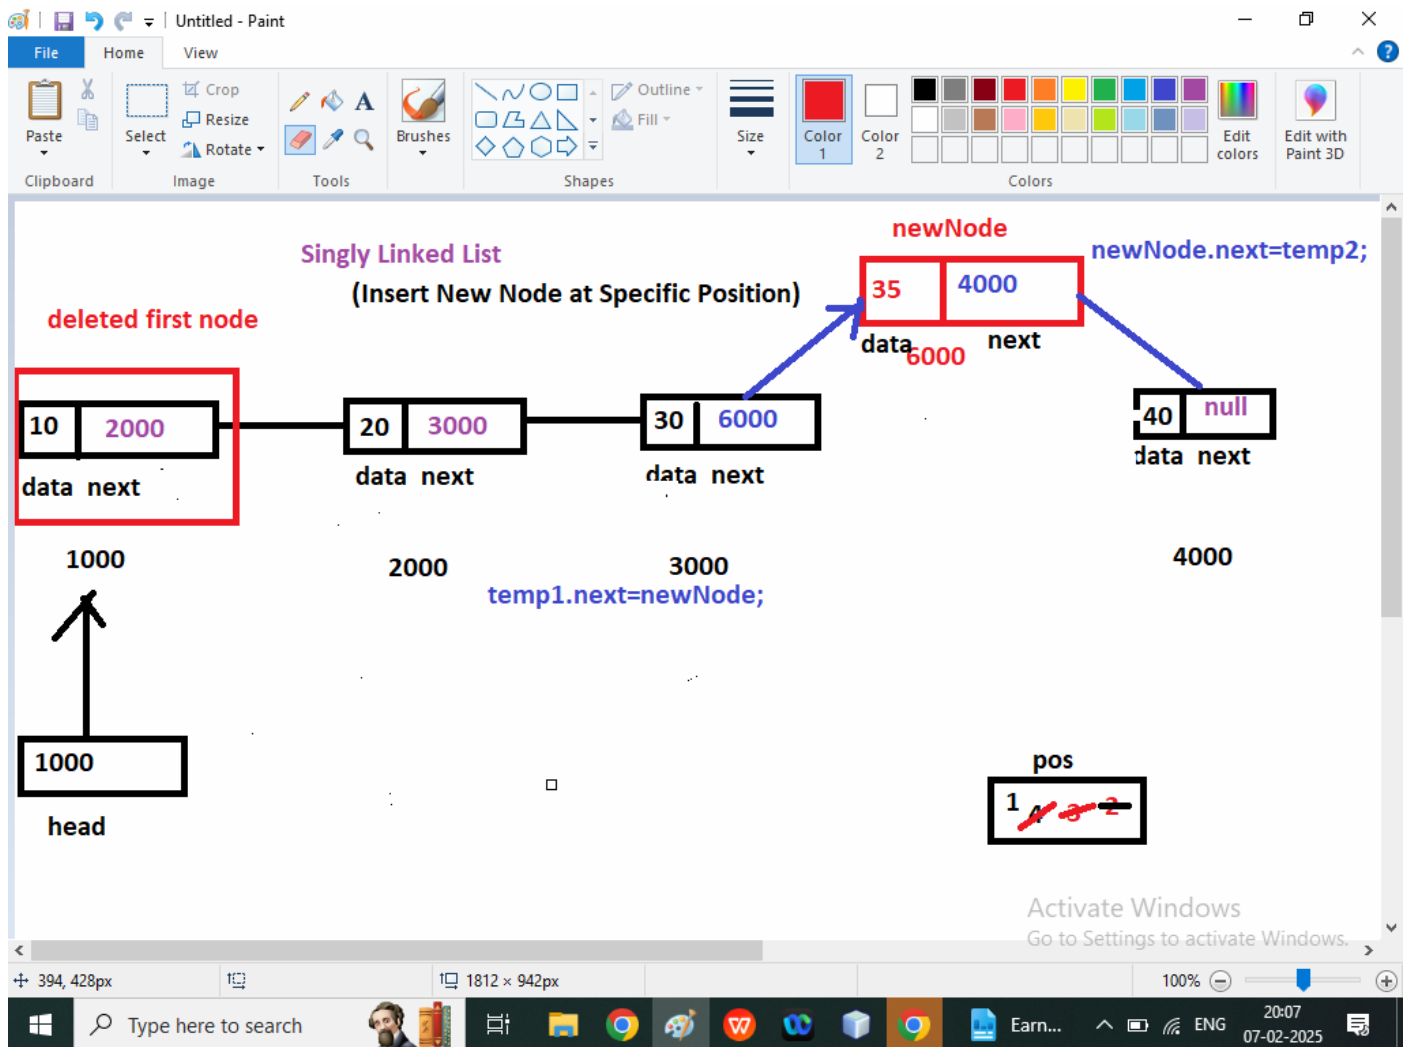 Untitled - Paint
File Home View
Paste
Clipboard
Select
Crop
Resize
Rotate
Image
A
Tools
Brushes
Outline
Fill
Shapes
Size
Color 1
Color 2
Edit colors
Colors
Edit with Paint 3D
newNode
Singly Linked List
newNode.next=temp2;
(Insert New Node at Specific Position)
35 4000
deleted first node
data next
6000
10 2000
20 3000
30 6000
40 null
data next
data next
data next
data next
1000
2000
3000
4000
temp1.next=newNode;
1000
head
pos
1 4 3 2
Activate Windows
Go to Settings to activate Windows.
394, 428px
1812 × 942px
100%
Type here to search
Earn...
ENG
20:07
07-02-2025